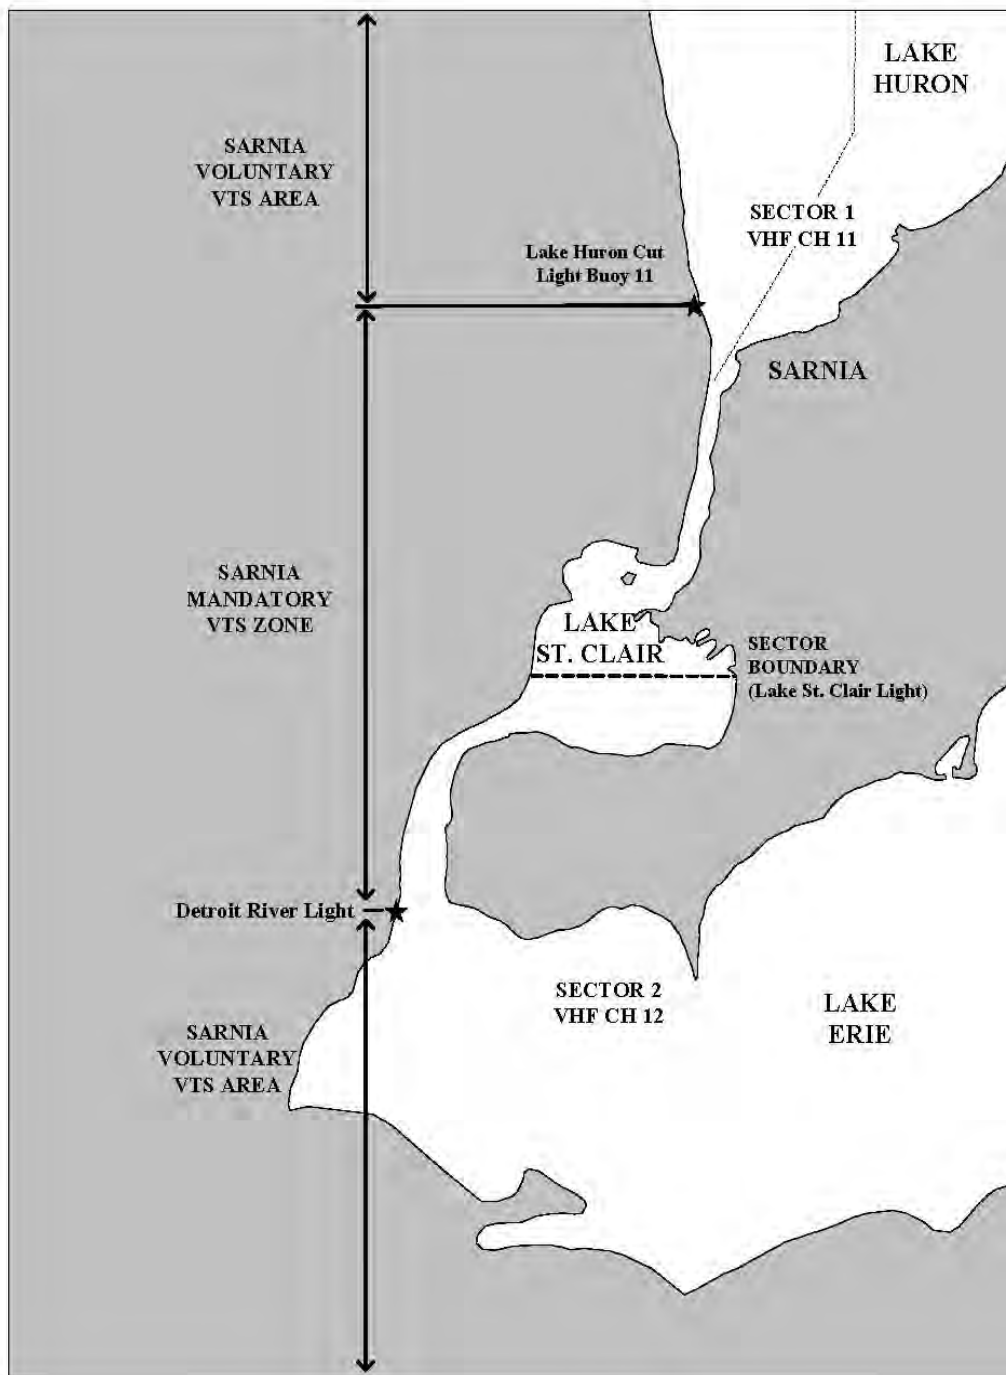 LAKE
HURON
SARNIA
VOLUNTARY
VTS AREA
SECTOR 1
VHF CH 11
Lake Huron Cut
Light Buoy 11
SARNIA
SARNIA
MANDATORY
VTS ZONE
LAKE
ST. CLAIR
SECTOR
BOUNDARY
(Lake St. Clair Light)
Detroit River Light
SECTOR 2
VHF CH 12
LAKE
ERIE
SARNIA
VOLUNTARY
VTS AREA